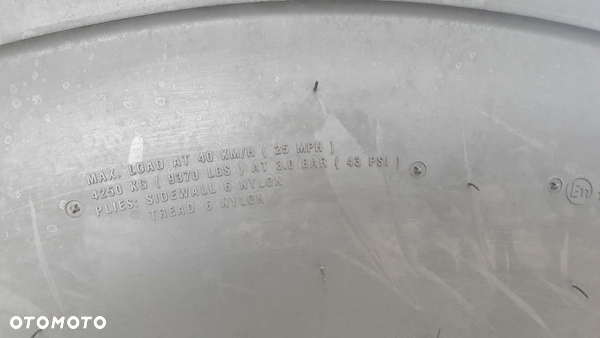 MAX. LOAD AT 40 KM/H ( 25 MPH )
4250 KG ( 9370 LBS ) AT 3.0 BAR ( 43 PSI )
PLIES: SIDEWALL 6 NYLON
TREAD 6 NYLON
OTOMOTO